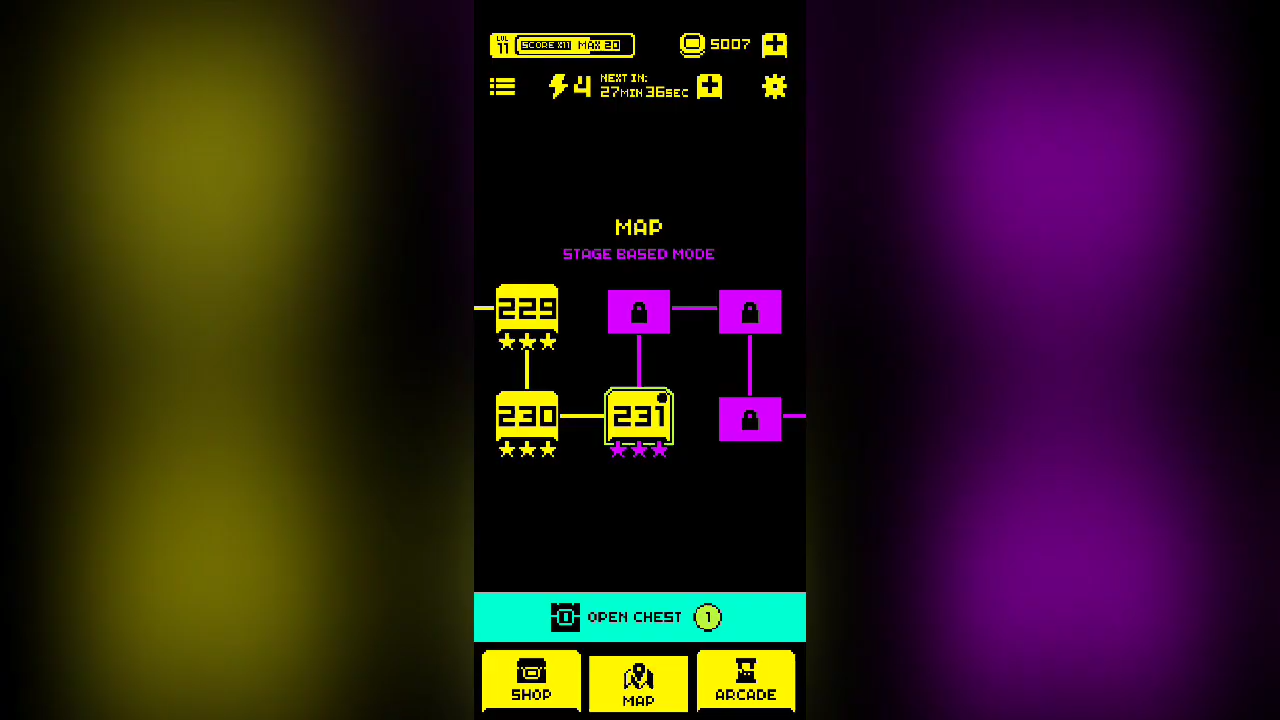 LVL
11
SCORE X11 MAX 20
5007
4
NEXT IN:
27MIN 36SEC
MAP
STAGE BASED MODE
229
230
231
OPEN CHEST 1
SHOP
MAP
ARCADE